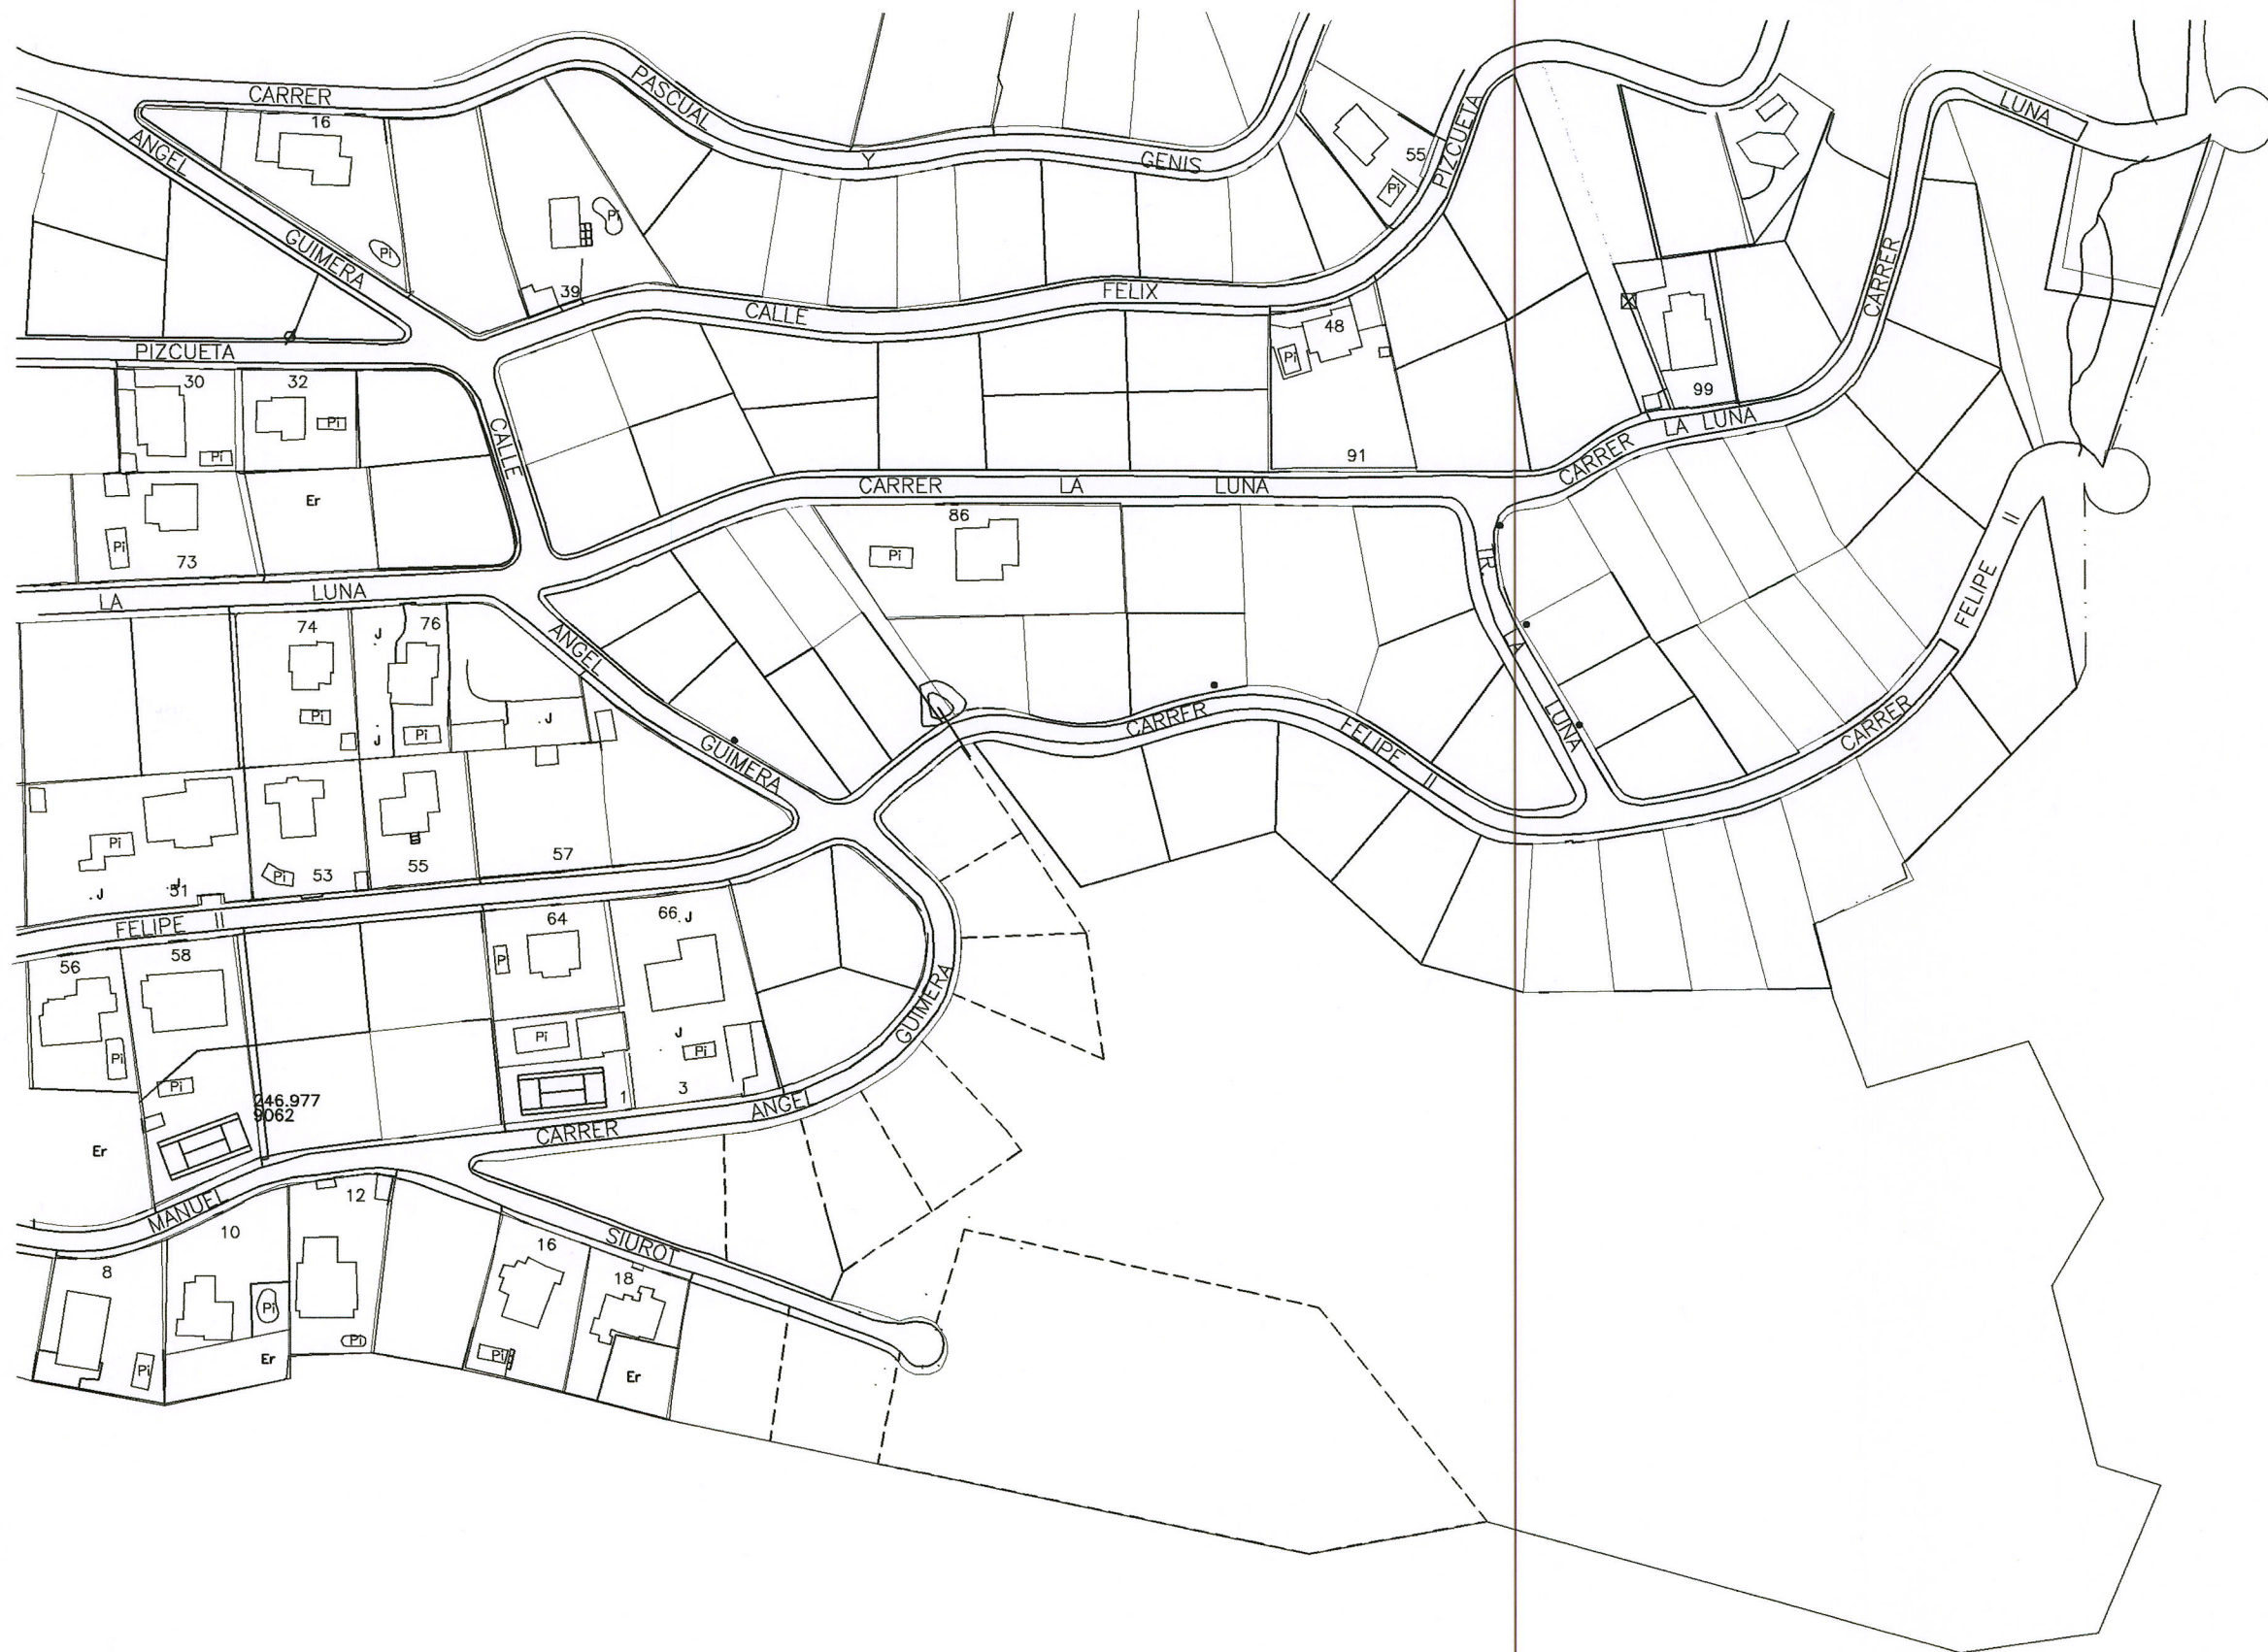 CARRER PASCUAL Y GENIS
LUNA
16
ANGEL GUIMERA
55
PIZCUETA
Pi
Pi
Pi
39
CALLE FELIX
CARRER
48
Pi
PIZCUETA
30
32
Pi
Pi
99
CALLE
91
CARRER LA LUNA
CARRER LA LUNA
Er
86
Pi
Pi
73
II
FELIPE
LA LUNA
74
76
J
ANGEL GUIMERA
LA
LUNA
Pi
J
Pi
J
CARRER FELIPE II
CARRER
Pi
Pi
53
55
57
J
J
51
FELIPE II
64
66
J
56
58
Pi
GUIMERA
Pi
J
Pi
Pi
Pi
246.977
9062
1
3
CARRER ANGEL
Er
MANUEL SIUROT
12
10
16
18
8
Pi
Pi
Pi
Pi
Er
Er